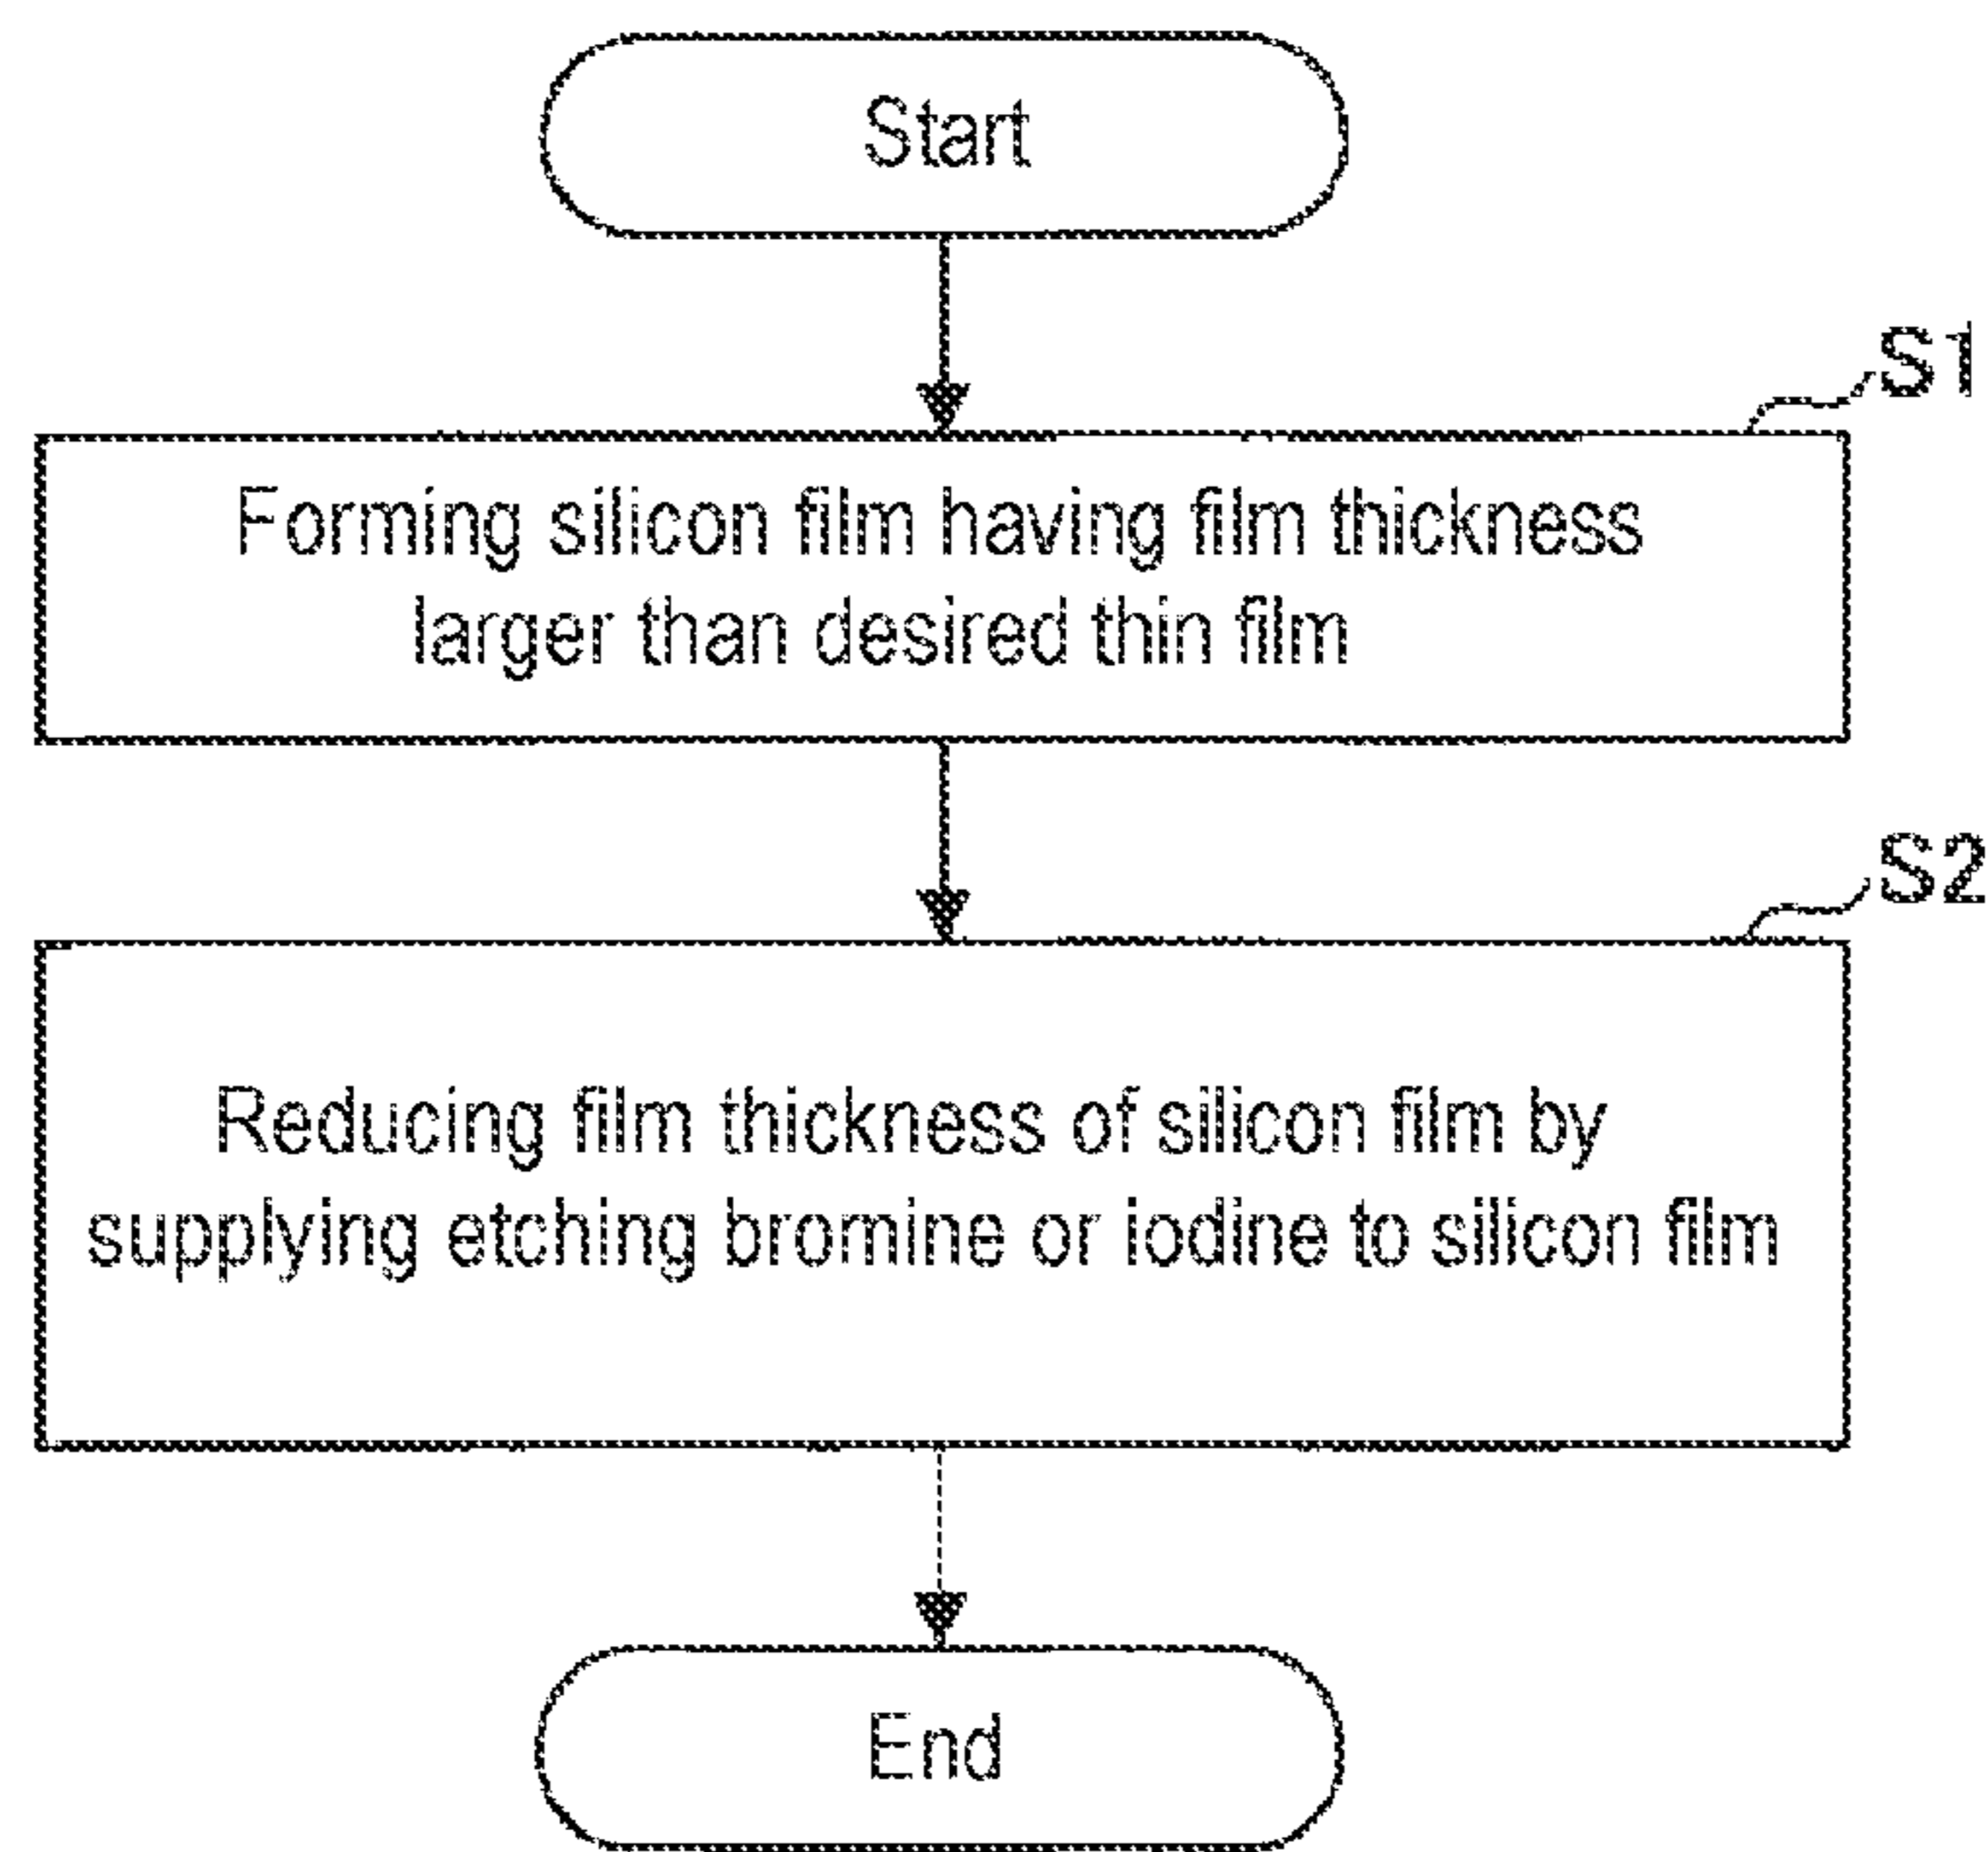 Start
S1
Forming silicon film having film thickness
larger than desired thin film
S2
Reducing film thickness of silicon film by
supplying etching bromine or iodine to silicon film
End